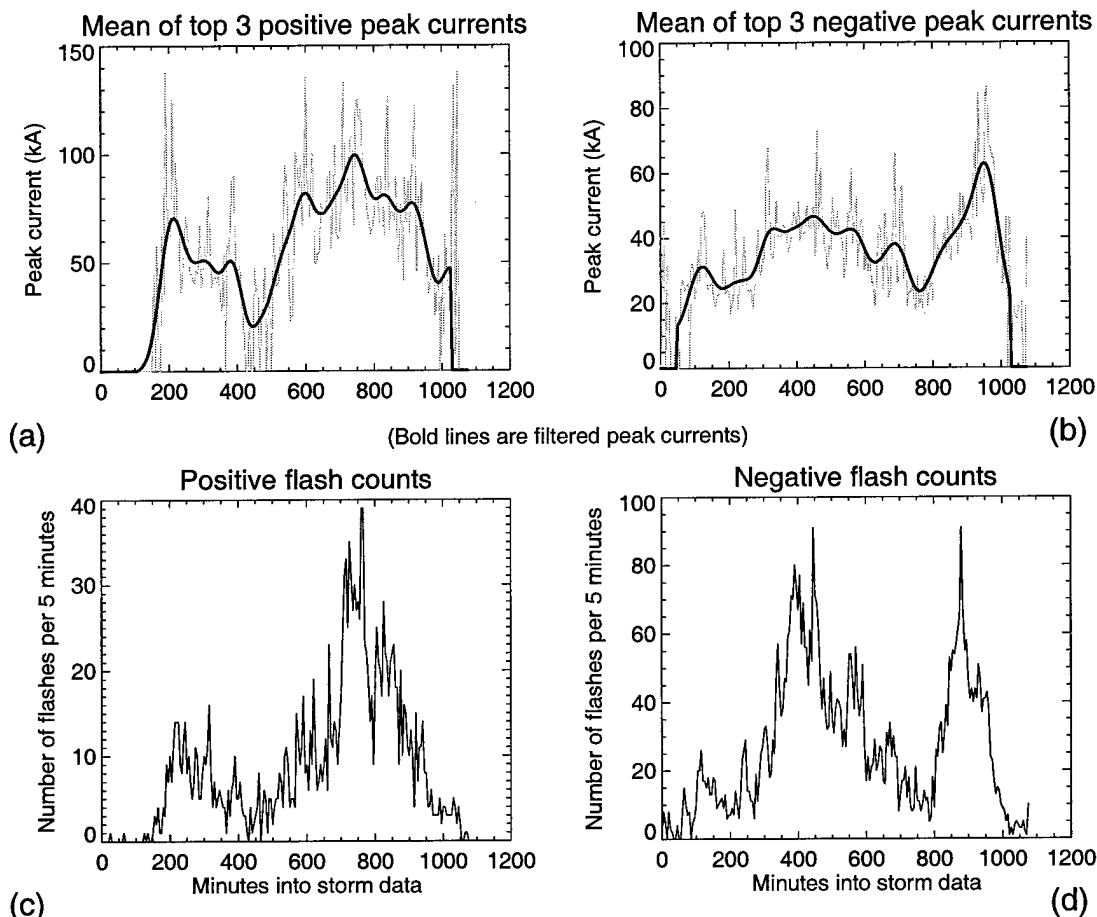 Mean of top 3 positive peak currents
Mean of top 3 negative peak currents
150
100
50
0
Peak current (kA)
0 200 400 600 800 1000 1200
(a)
100
80
60
40
20
0
Peak current (kA)
0 200 400 600 800 1000 1200
(b)
(Bold lines are filtered peak currents)
Positive flash counts
Negative flash counts
40
30
20
10
0
Number of flashes per 5 minutes
0 200 400 600 800 1000 1200
Minutes into storm data
(c)
100
80
60
40
20
0
Number of flashes per 5 minutes
0 200 400 600 800 1000 1200
Minutes into storm data
(d)